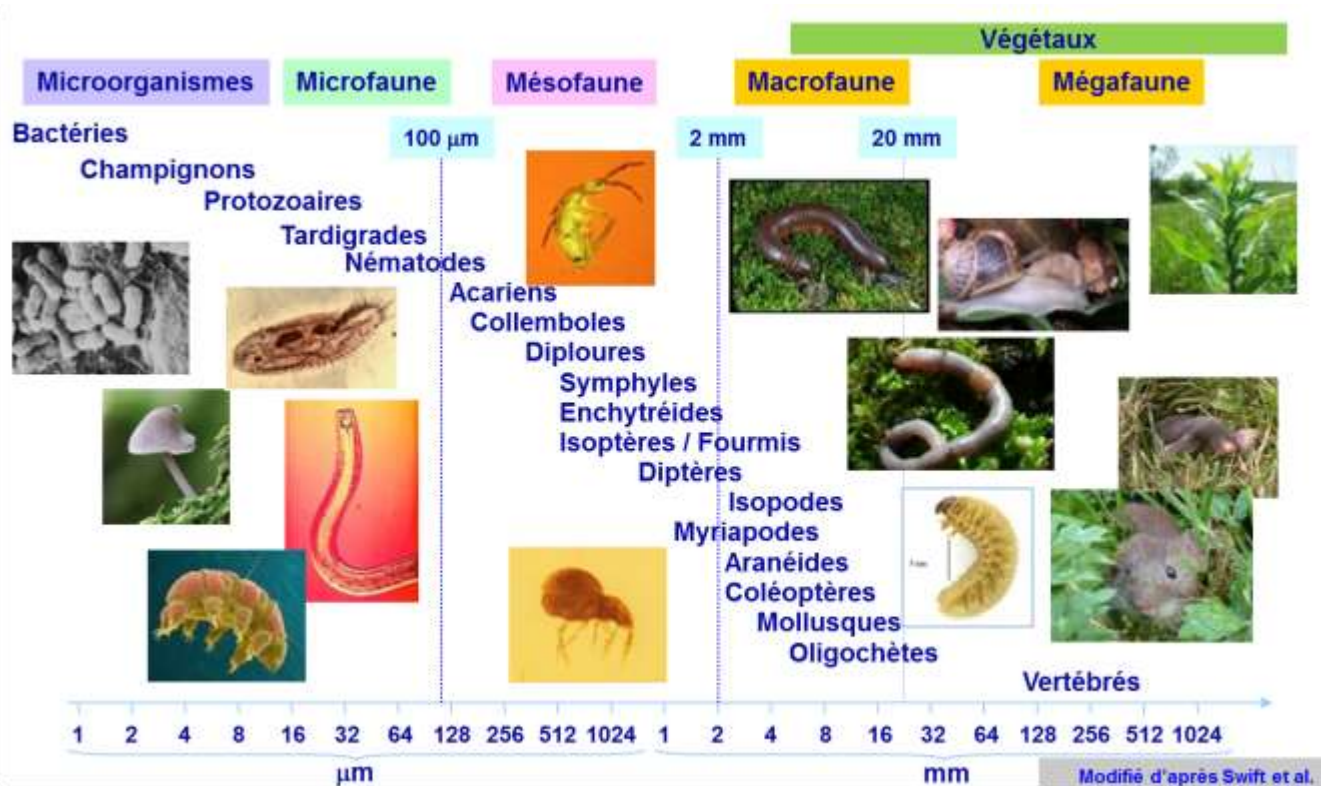 Végétaux
Microorganismes Microfaune Mésofaune Macrofaune Mégafaune
Bactéries 100 μm 2 mm 20 mm
Champignons
Protozoaires
Tardigrades
Nématodes
Acariens
Collemboles
Diploures
Symphyles
Enchytréides
Isoptères / Fourmis
Diptères
Isopodes
Myriapodes
Aranéides
Coléoptères
Mollusques
Oligochètes
Vertébrés
1 2 4 8 16 32 64 128 256 512 1024 1 2 4 8 16 32 64 128 256 512 1024
μm mm
Modifié d'après Swift et al.